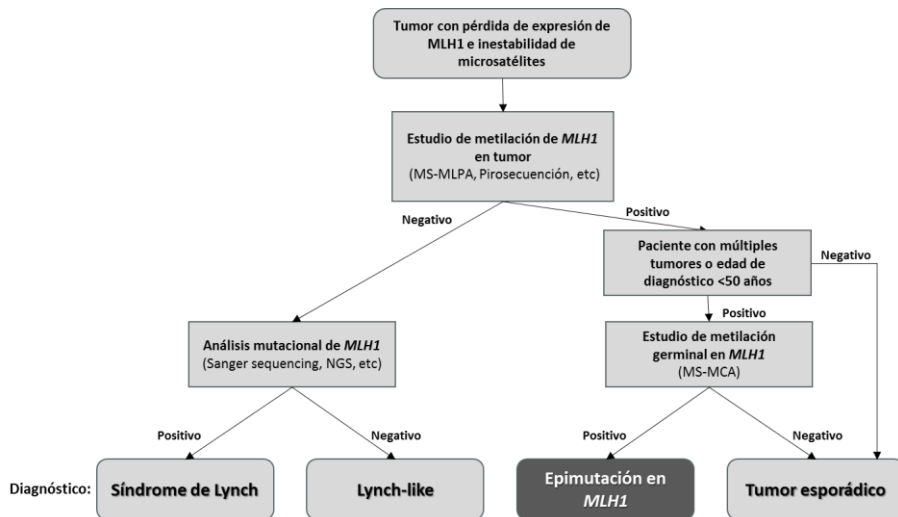 Tumor con pérdida de expresión de
MLH1 e inestabilidad de
microsatélites
Estudio de metilación de MLH1
en tumor
(MS-MLPA, Pirosecuención, etc)
Negativo
Positivo
Paciente con múltiples
tumores o edad de
diagnóstico <50 años
Negativo
Positivo
Análisis mutacional de MLH1
(Sanger sequencing, NGS, etc)
Estudio de metilación
germinal en MLH1
(MS-MCA)
Positivo
Negativo
Positivo
Negativo
Diagnóstico:
Síndrome de Lynch
Lynch-like
Epimutación en
MLH1
Tumor esporádico